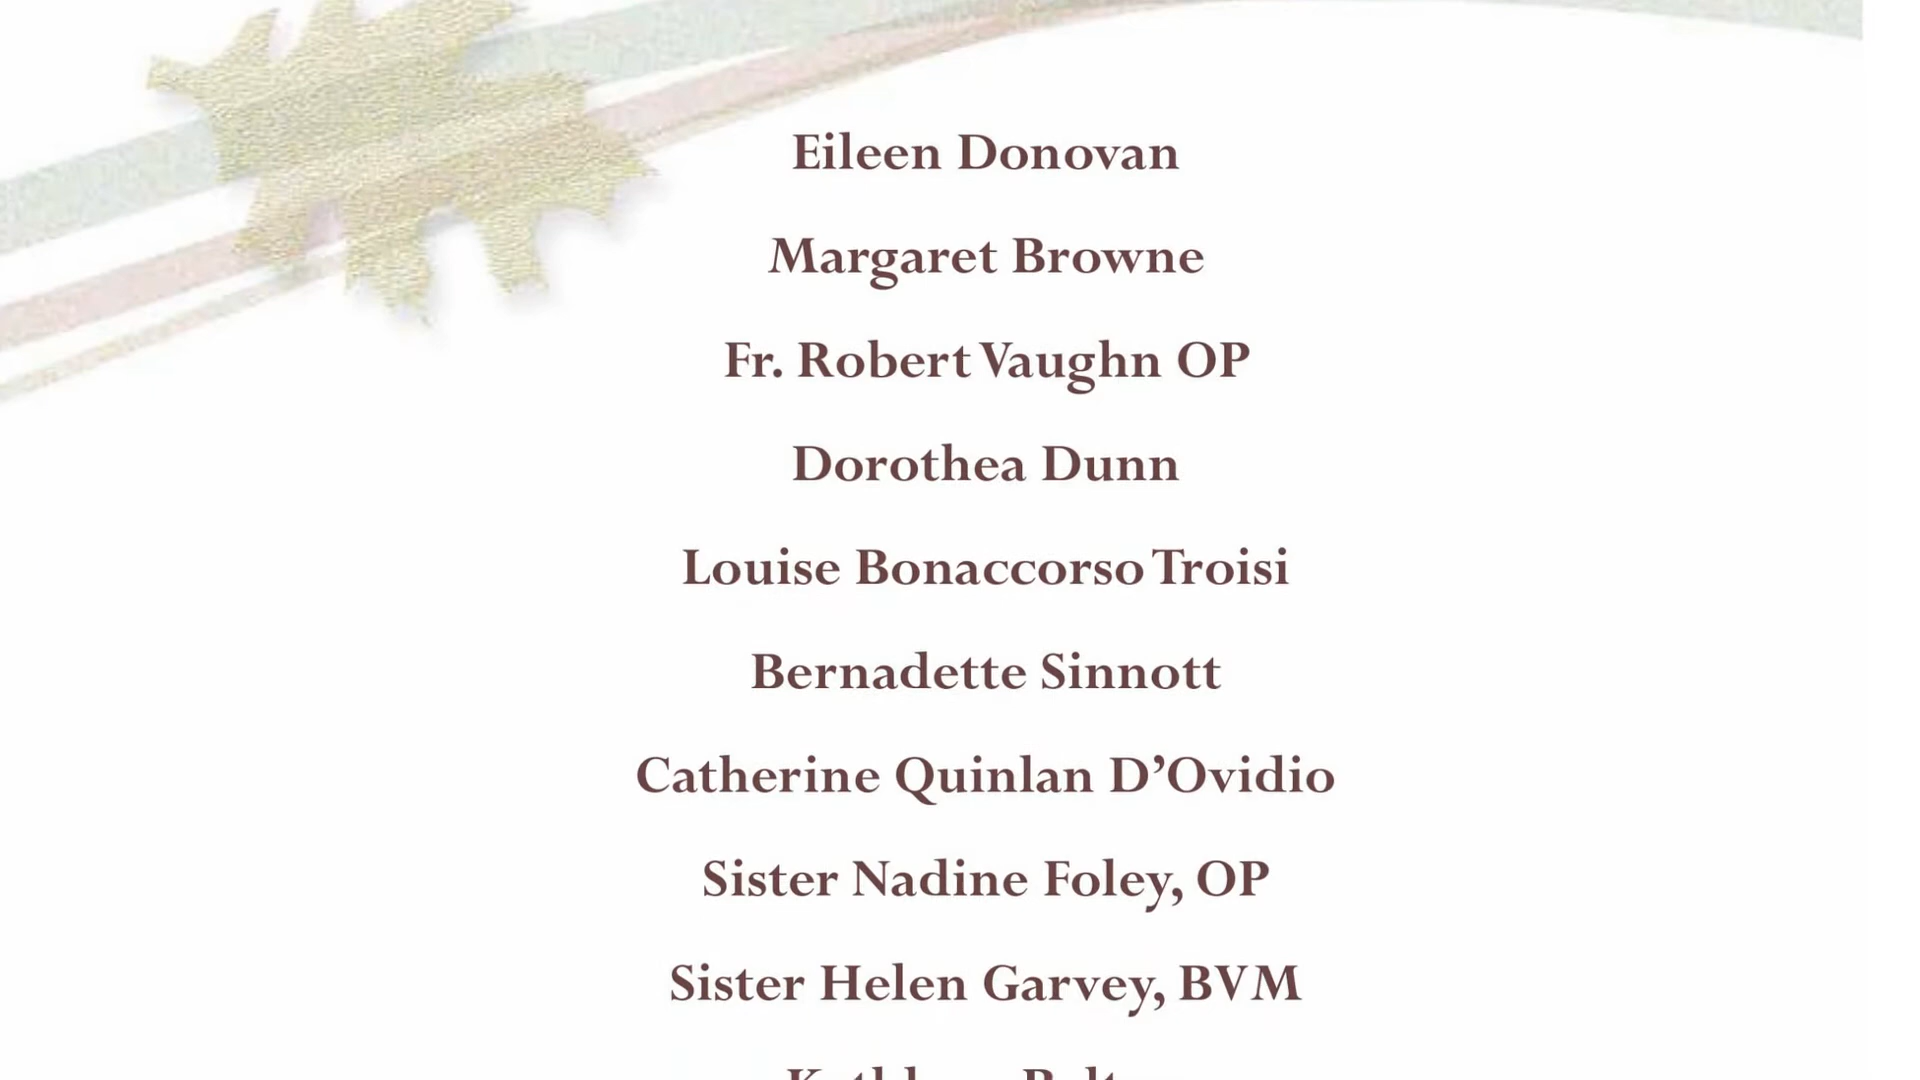 Eileen Donovan
Margaret Browne
Fr. Robert Vaughn OP
Dorothea Dunn
Louise Bonaccorso Troisi
Bernadette Sinnott
Catherine Quinlan D’Ovidio
Sister Nadine Foley, OP
Sister Helen Garvey, BVM